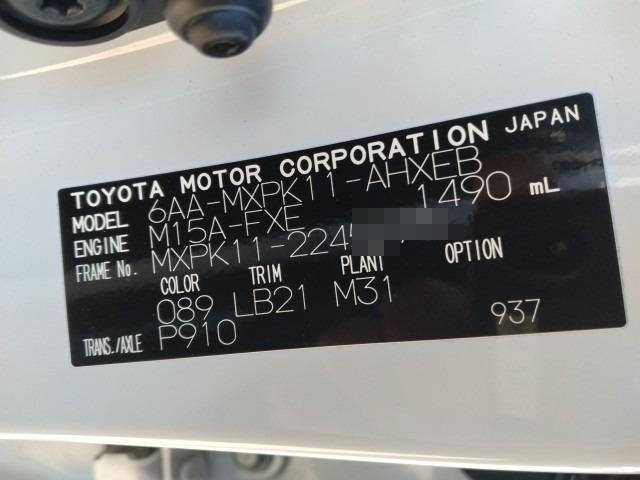 TOYOTA MOTOR CORPORATION JAPAN
MODEL 6AA-MXPK11-AHXEB
ENGINE M15A-FXE 1490 mL
FRAME No. MXPK11-224
COLOR TRIM PLANT OPTION
089 LB21 M31
TRANS./AXLE P910 937